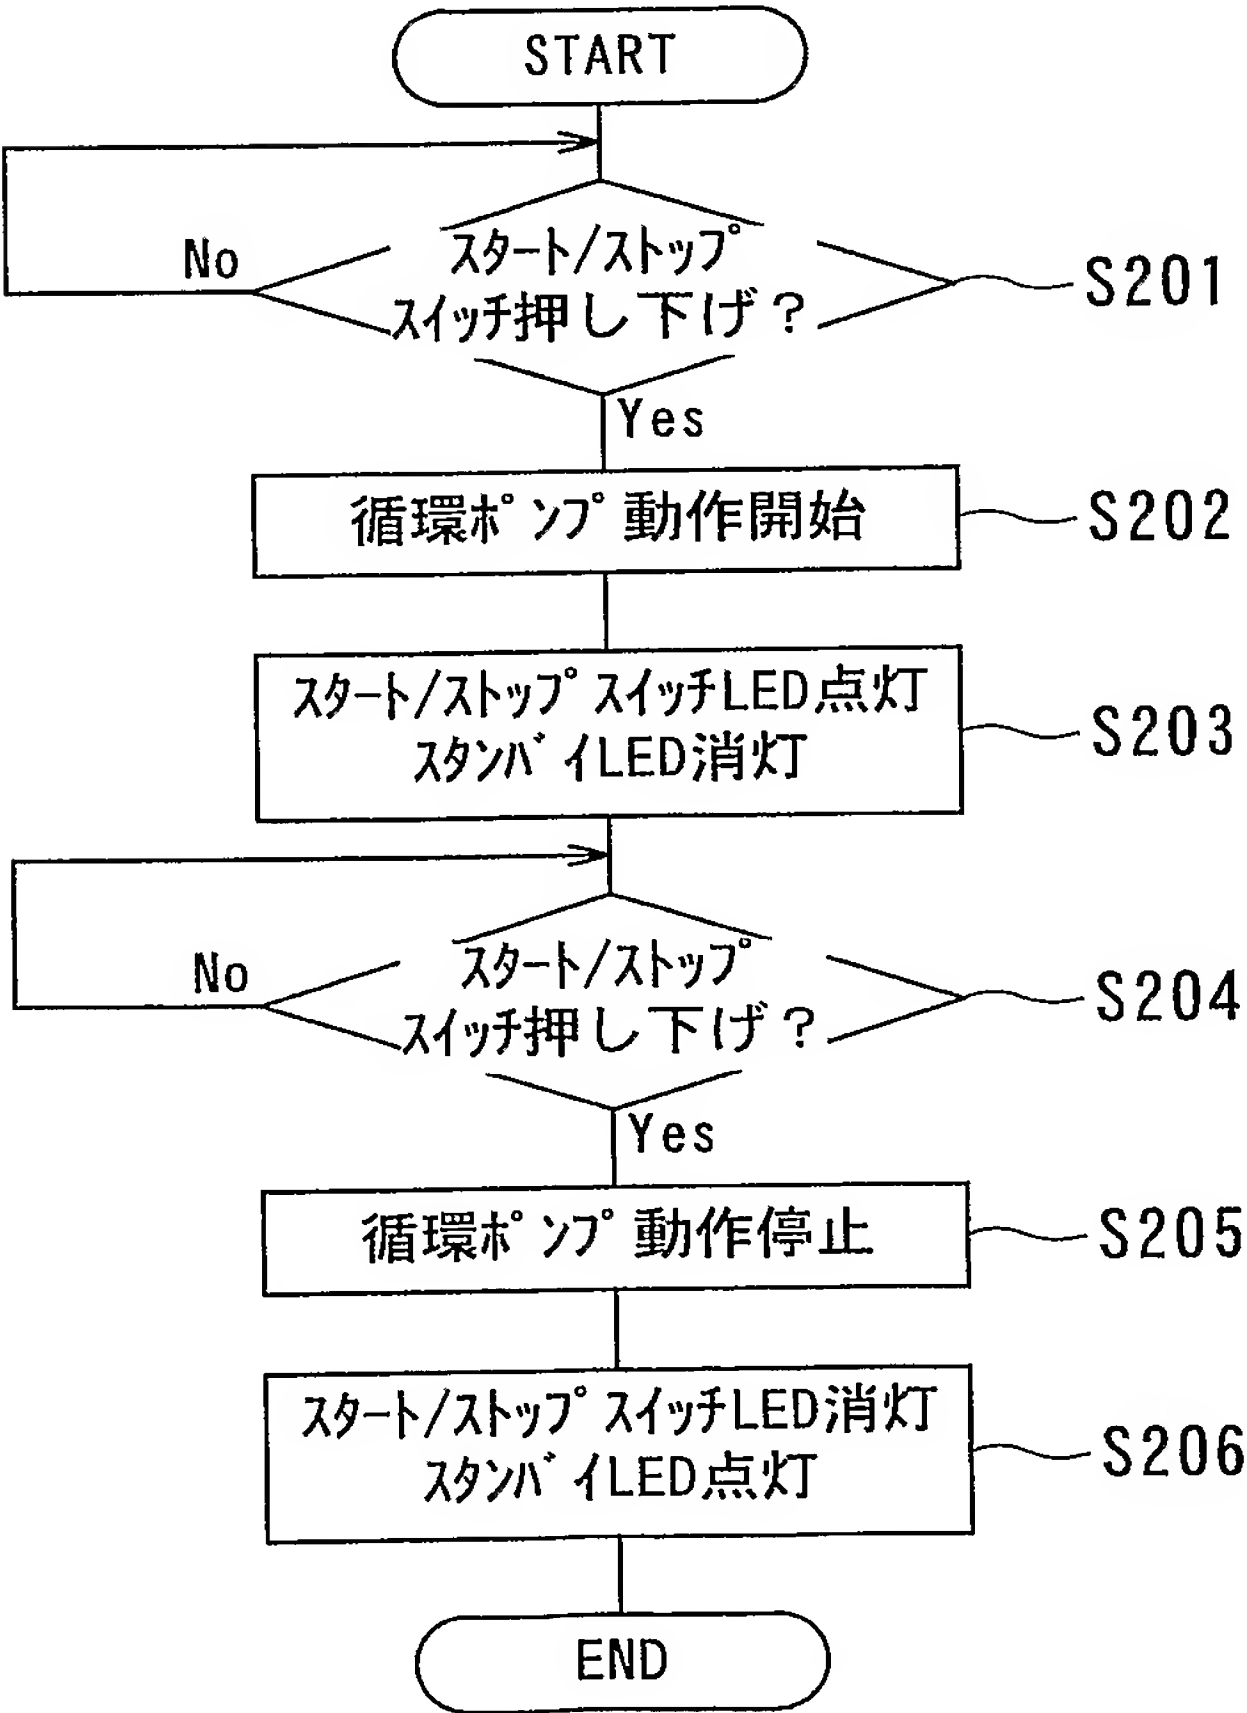 START
スタート/ストップ
No
スイッチ押し下げ？
S201
Yes
循環ポンプ動作開始
S202
スタート/ストップスイッチLED点灯
スタンバイLED消灯
S203
スタート/ストップ
No
スイッチ押し下げ？
S204
Yes
循環ポンプ動作停止
S205
スタート/ストップスイッチLED消灯
スタンバイLED点灯
S206
END